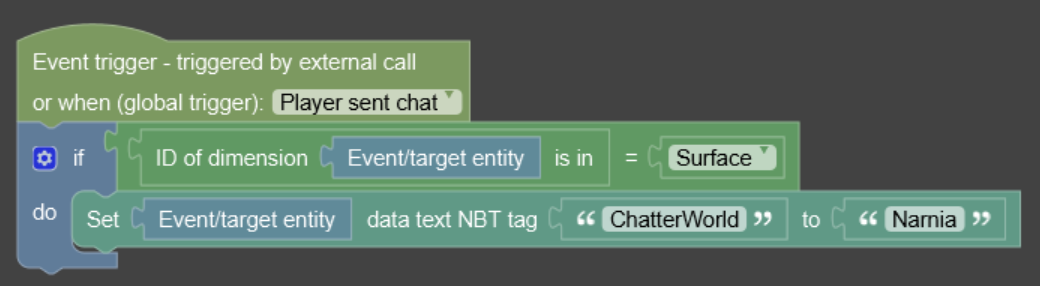 Event trigger - triggered by external call
or when (global trigger): Player sent chat
if ID of dimension Event/target entity is in = Surface
do Set Event/target entity data text NBT tag “ ChatterWorld ” to “ Narnia ”